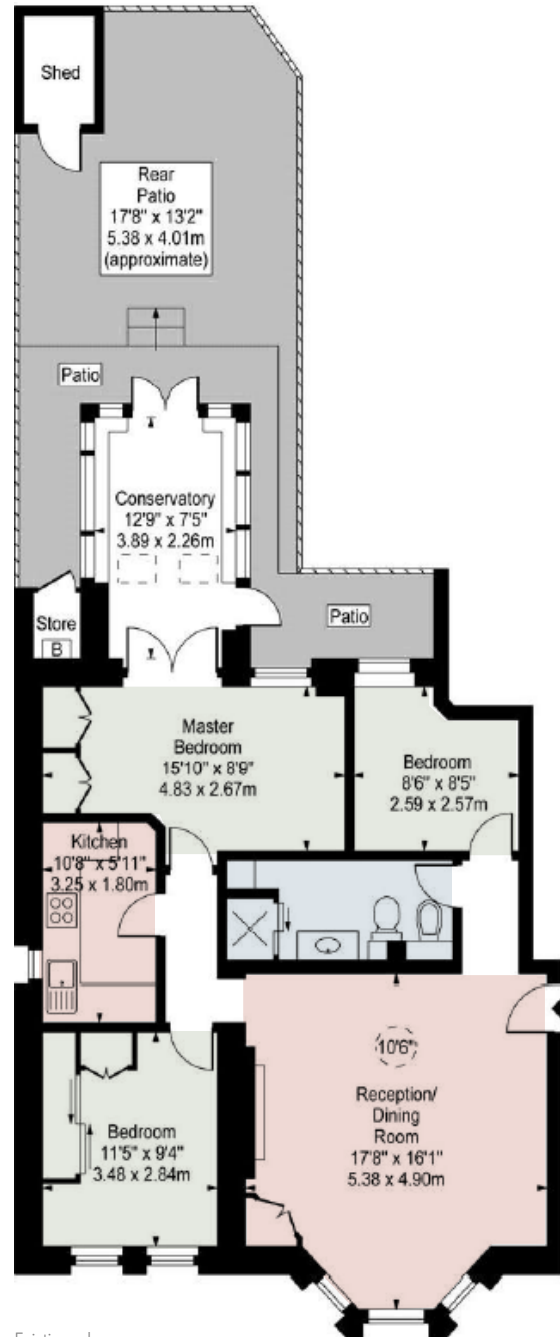 Shed
Rear
Patio
17'8" x 13'2"
5.38 x 4.01m
(approximate)
Patio
Conservatory
12'9" x 7'5"
3.89 x 2.26m
Store
B
Patio
Master
Bedroom
15'10" x 8'9"
4.83 x 2.67m
Bedroom
8'6" x 8'5"
2.59 x 2.57m
Kitchen
10'8" x 5'11"
3.25 x 1.80m
10'6"
Reception/
Dining
Room
17'8" x 16'1"
5.38 x 4.90m
Bedroom
11'5" x 9'4"
3.48 x 2.84m